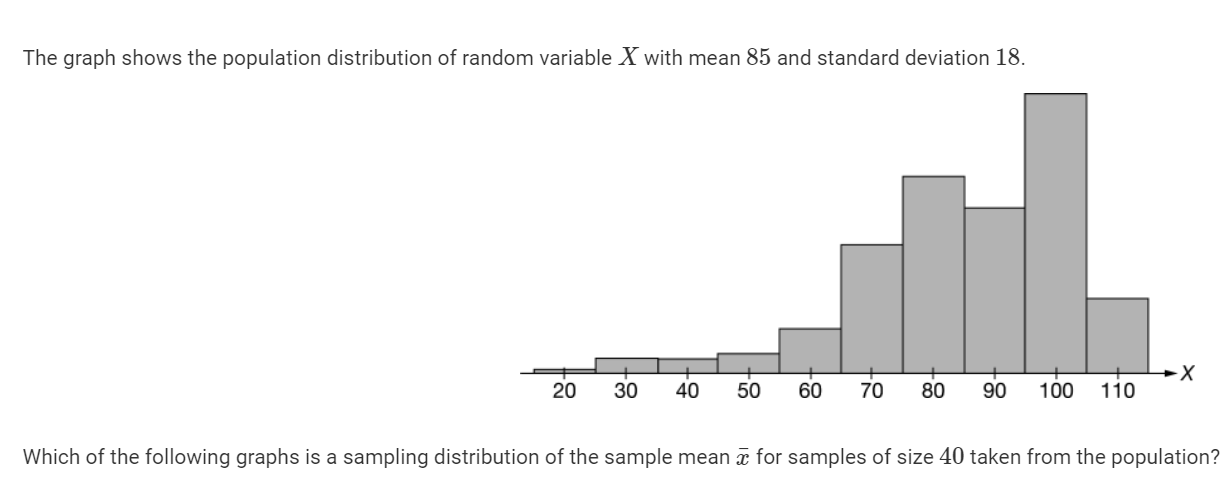 The graph shows the population distribution of random variable X with mean 85 and standard deviation 18.
X
20 30 40 50 60 70 80 90 100 110
Which of the following graphs is a sampling distribution of the sample mean x̄ for samples of size 40 taken from the population?